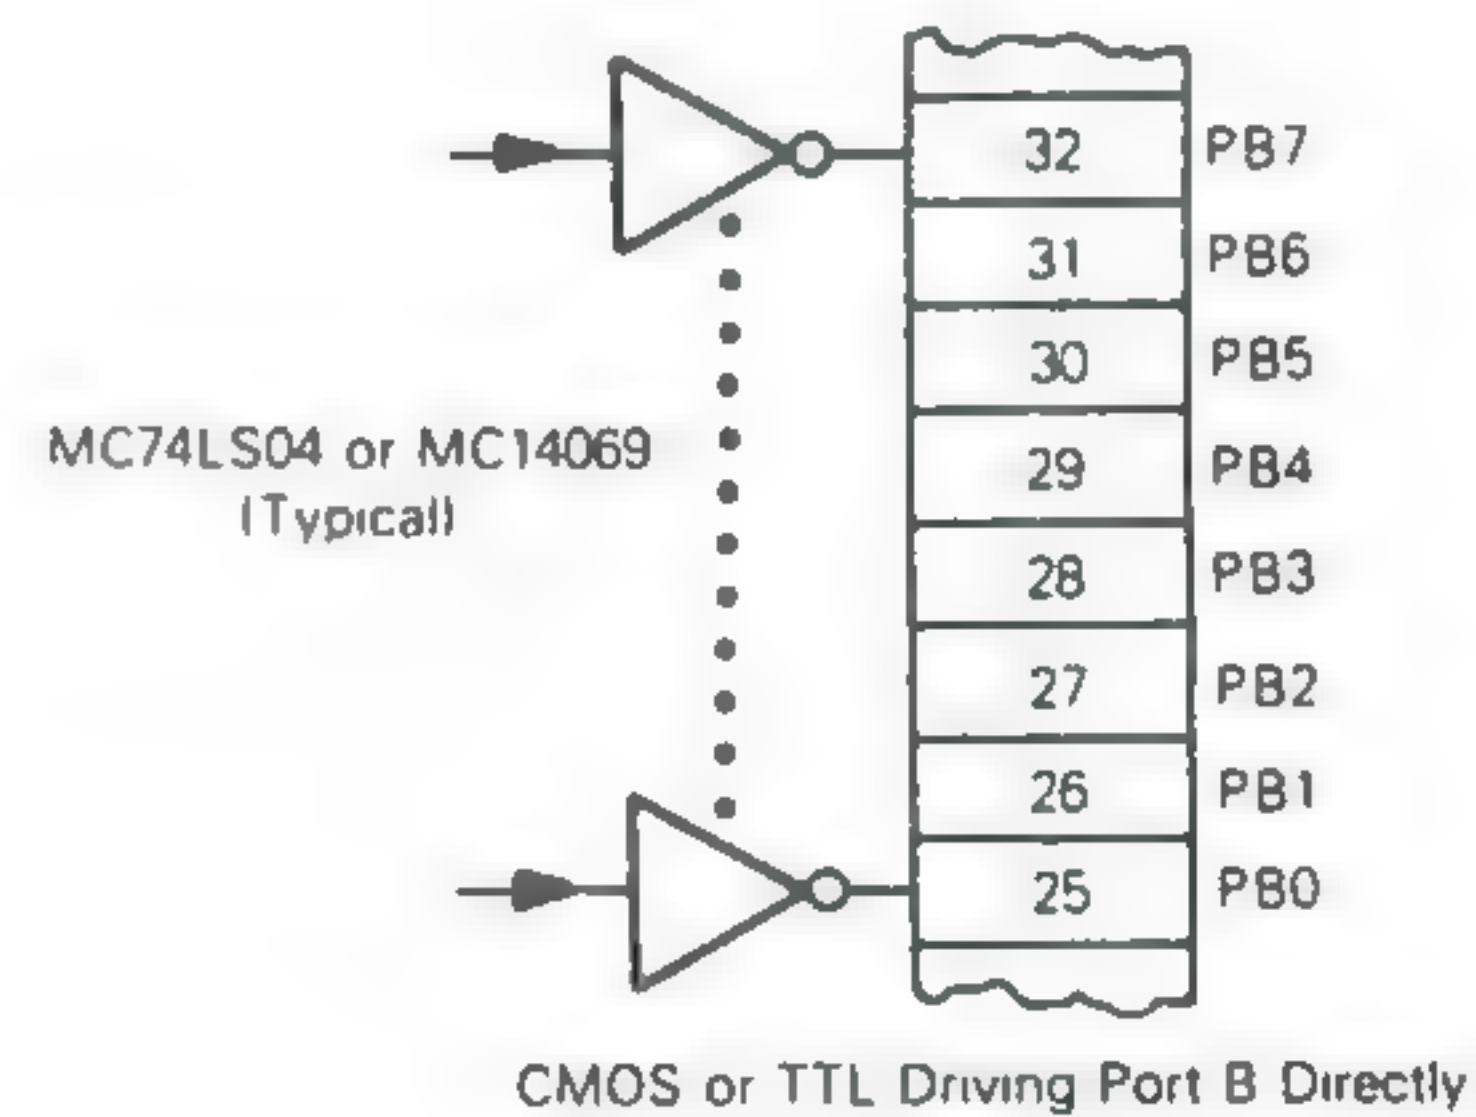 32 PB7
31 PB6
30 PB5
MC74LS04 or MC14069
29 PB4
(Typical)
28 PB3
27 PB2
26 PB1
25 PB0
CMOS or TTL Driving Port B Directly